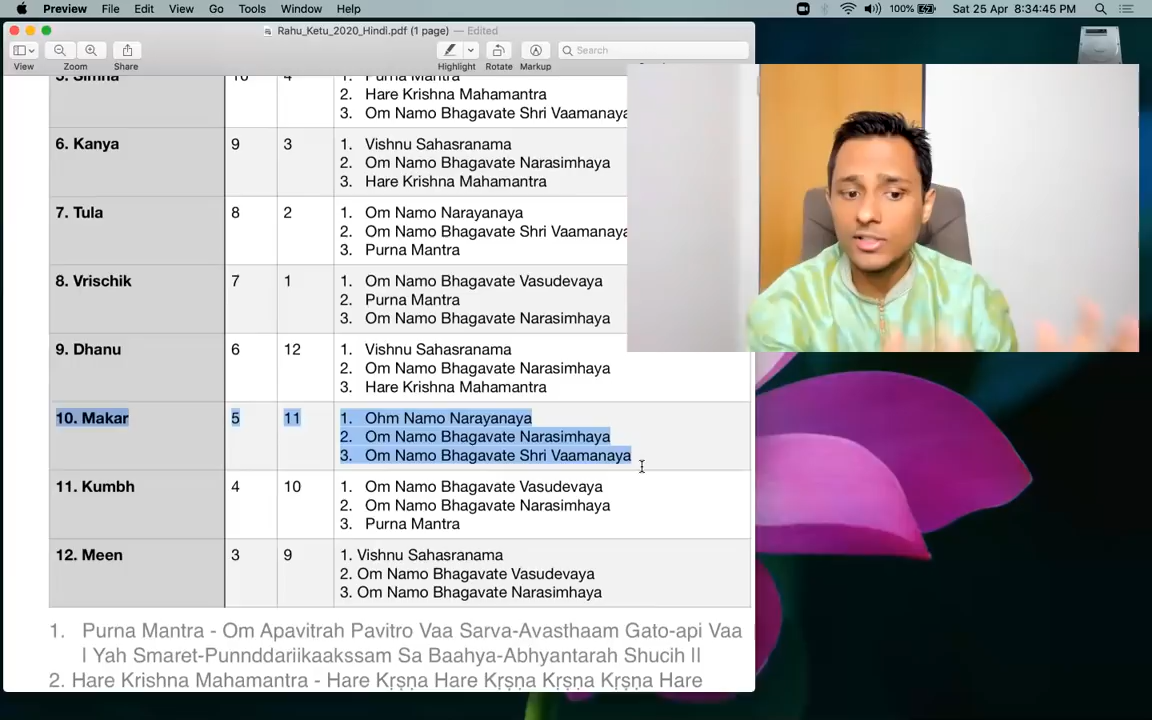 Preview File Edit View Go Tools Window Help 100% Sat 25 Apr 8:34:45 PM
Rahu_Ketu_2020_Hindi.pdf (1 page) — Edited
Search
View Zoom Share Highlight Rotate Markup
5. Simha 10 4 1. Purna Mantra
2. Hare Krishna Mahamantra
3. Om Namo Bhagavate Shri Vaamanaya
6. Kanya 9 3 1. Vishnu Sahasranama
2. Om Namo Bhagavate Narasimhaya
3. Hare Krishna Mahamantra
7. Tula 8 2 1. Om Namo Narayanaya
2. Om Namo Bhagavate Shri Vaamanaya
3. Purna Mantra
8. Vrischik 7 1 1. Om Namo Bhagavate Vasudevaya
2. Purna Mantra
3. Om Namo Bhagavate Narasimhaya
9. Dhanu 6 12 1. Vishnu Sahasranama
2. Om Namo Bhagavate Narasimhaya
3. Hare Krishna Mahamantra
10. Makar 5 11 1. Ohm Namo Narayanaya
2. Om Namo Bhagavate Narasimhaya
3. Om Namo Bhagavate Shri Vaamanaya
11. Kumbh 4 10 1. Om Namo Bhagavate Vasudevaya
2. Om Namo Bhagavate Narasimhaya
3. Purna Mantra
12. Meen 3 9 1. Vishnu Sahasranama
2. Om Namo Bhagavate Vasudevaya
3. Om Namo Bhagavate Narasimhaya
1. Purna Mantra - Om Apavitrah Pavitro Vaa Sarva-Avasthaam Gato-api Vaa
I Yah Smaret-Punnddariikaakssam Sa Baahya-Abhyantarah Shucih II
2. Hare Krishna Mahamantra - Hare Kṛṣṇa Hare Kṛṣṇa Kṛṣṇa Kṛṣṇa Hare